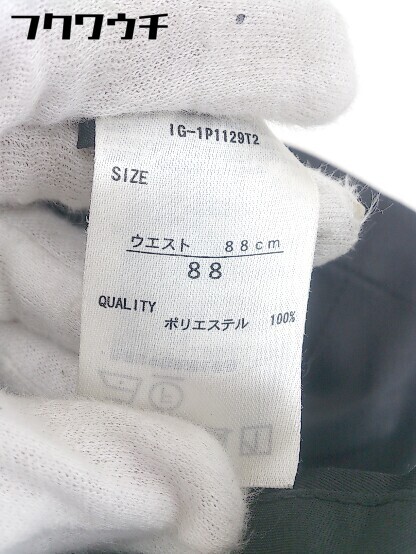 フクワウチ
IG-1P1129T2
SIZE
ウエスト 88cm
88
QUALITY
ポリエステル 100%